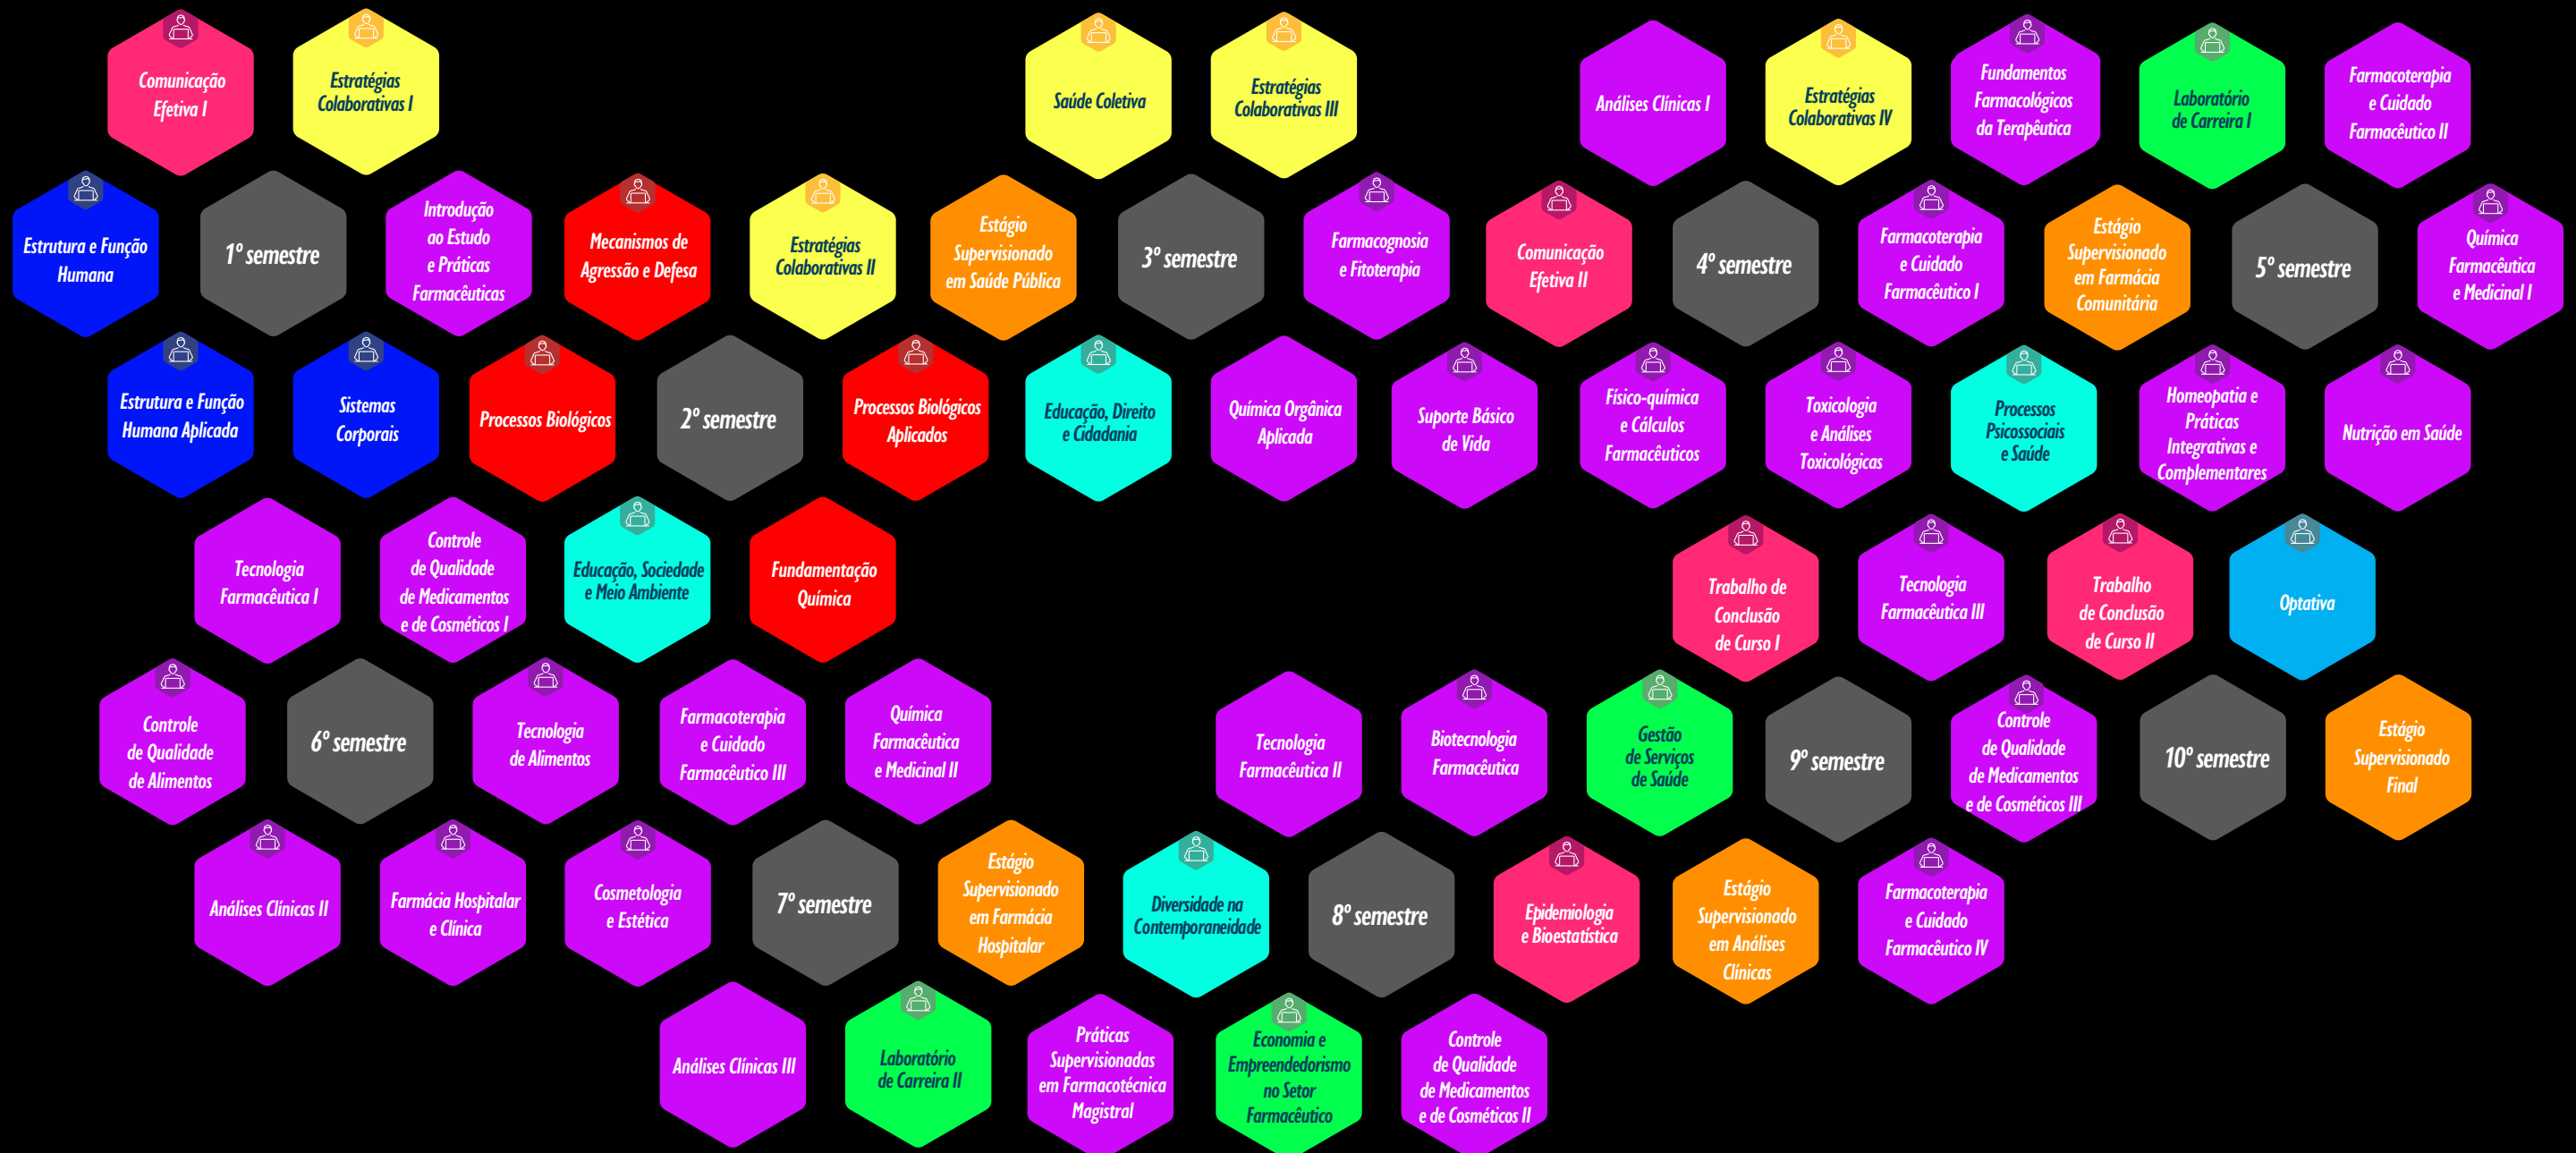 Comunicação
Efetiva I
Estratégias
Colaborativas I
Saúde Coletiva
Estratégias
Colaborativas III
Análises Clínicas I
Estratégias
Colaborativas IV
Fundamentos
Farmacológicos
da Terapêutica
Laboratório
de Carreira I
Farmacoterapia
e Cuidado
Farmacêutico II
Estrutura e Função
Humana
1º semestre
Introdução
ao Estudo
e Práticas
Farmacêuticas
Mecanismos de
Agressão e Defesa
Estratégias
Colaborativas II
Estágio
Supervisionado
em Saúde Pública
3º semestre
Farmacognosia
e Fitoterapia
Comunicação
Efetiva II
4º semestre
Farmacoterapia
e Cuidado
Farmacêutico I
Estágio
Supervisionado
em Farmácia
Comunitária
5º semestre
Química
Farmacêutica
e Medicinal I
Estrutura e Função
Humana Aplicada
Sistemas
Corporais
Processos Biológicos
2º semestre
Processos Biológicos
Aplicados
Educação, Direito
e Cidadania
Química Orgânica
Aplicada
Suporte Básico
de Vida
Físico-química
e Cálculos
Farmacêuticos
Toxicologia
e Análises
Toxicológicas
Processos
Psicossociais
e Saúde
Homeopatia e
Práticas
Integrativas e
Complementares
Nutrição em Saúde
Tecnologia
Farmacêutica I
Controle
de Qualidade
de Medicamentos
e de Cosméticos I
Educação, Sociedade
e Meio Ambiente
Fundamentação
Química
Trabalho de
Conclusão
de Curso I
Tecnologia
Farmacêutica III
Trabalho
de Conclusão
de Curso II
Optativa
Controle
de Qualidade
de Alimentos
6º semestre
Tecnologia
de Alimentos
Farmacoterapia
e Cuidado
Farmacêutico III
Química
Farmacêutica
e Medicinal II
Tecnologia
Farmacêutica II
Biotecnologia
Farmacêutica
Gestão
de Serviços
de Saúde
9º semestre
Controle
de Qualidade
de Medicamentos
e de Cosméticos III
10º semestre
Estágio
Supervisionado
Final
Análises Clínicas II
Farmácia Hospitalar
e Clínica
Cosmetologia
e Estética
7º semestre
Estágio
Supervisionado
em Farmácia
Hospitalar
Diversidade na
Contemporaneidade
8º semestre
Epidemiologia
e Bioestatística
Estágio
Supervisionado
em Análises
Clínicas
Farmacoterapia
e Cuidado
Farmacêutico IV
Análises Clínicas III
Laboratório
de Carreira II
Práticas
Supervisionadas
em Farmacotécnica
Magistral
Economia e
Empreendedorismo
no Setor
Farmacêutico
Controle
de Qualidade
de Medicamentos
e de Cosméticos II